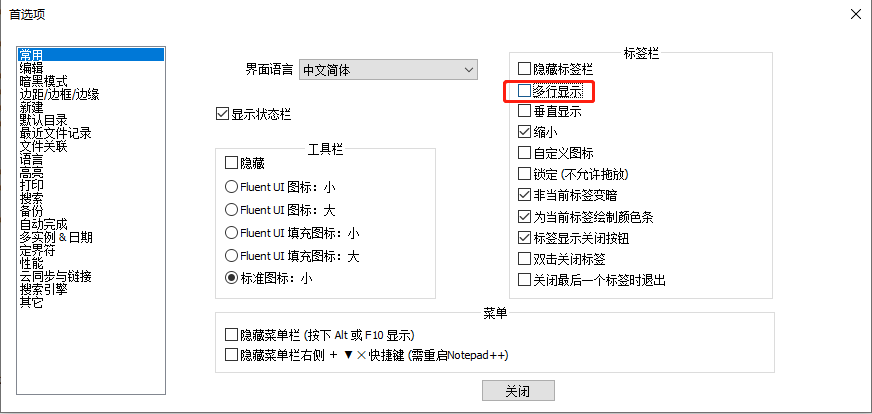 首选项
常用
编辑
暗黑模式
边距/边框/边缘
新建
默认目录
最近文件记录
文件关联
语言
高亮
打印
搜索
备份
自动完成
多实例 & 日期
定界符
性能
云同步与链接
搜索引擎
其它
界面语言 中文简体
显示状态栏
工具栏
隐藏
Fluent UI 图标：小
Fluent UI 图标：大
Fluent UI 填充图标：小
Fluent UI 填充图标：大
标准图标：小
标签栏
隐藏标签栏
多行显示
垂直显示
缩小
自定义图标
锁定 (不允许拖放)
非当前标签变暗
为当前标签绘制颜色条
标签显示关闭按钮
双击关闭标签
关闭最后一个标签时退出
菜单
隐藏菜单栏 (按下 Alt 或 F10 显示)
隐藏菜单栏右侧 + ▼ × 快捷键 (需重启Notepad++)
关闭